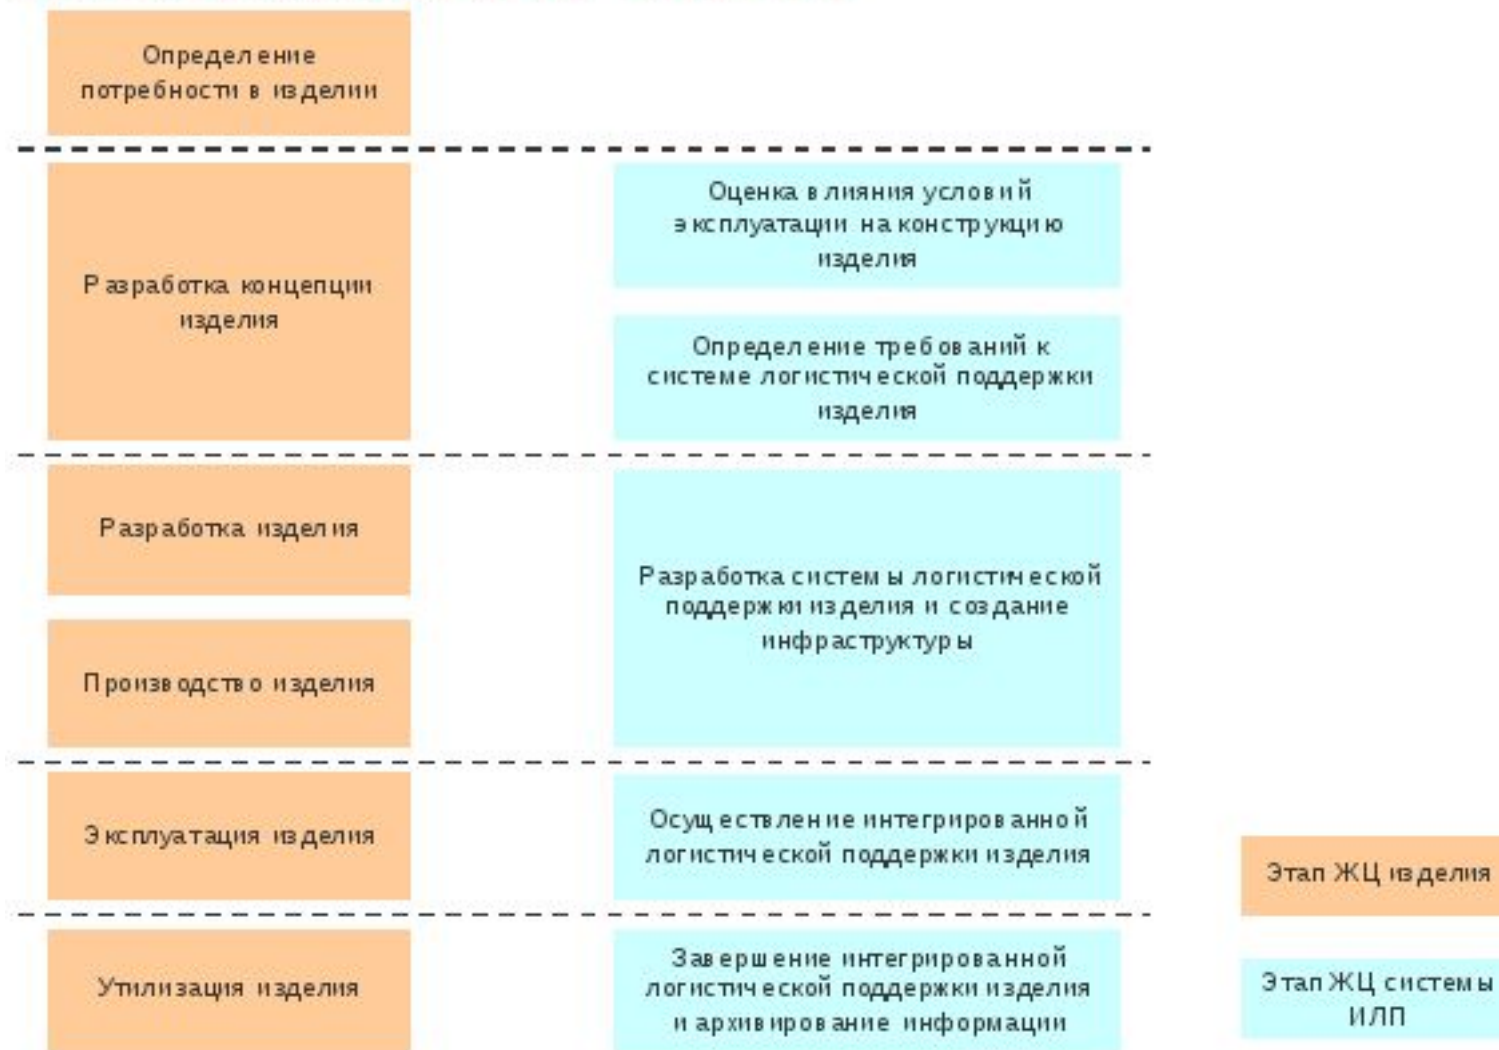 Определение
потребности в изделии
Разработка концепции
изделия
Оценка влияния условий
эксплуатации на конструкцию
изделия
Определение требований к
системе логистической поддержки
изделия
Разработка изделия
Производство изделия
Разработка системы логистической
поддержки изделия и создание
инфраструктуры
Эксплуатация изделия
Осуществление интегрированной
логистической поддержки изделия
Утилизация изделия
Завершение интегрированной
логистической поддержки изделия
и архивирование информации
Этап ЖЦ изделия
Этап ЖЦ системы
ИЛП